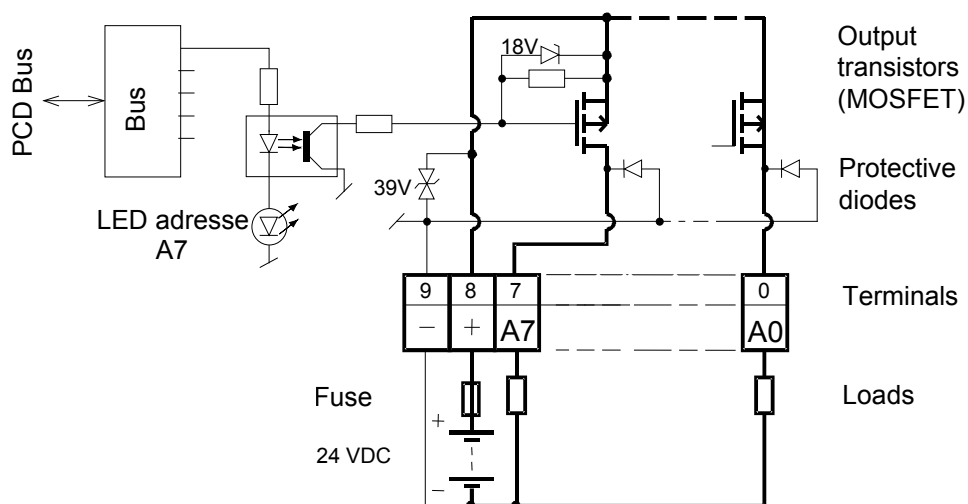 PCD Bus
Bus
18V
39V
LED adresse
A7
Output
transistors
(MOSFET)
Protective
diodes
9
8
7
0
–
+
A7
A0
Terminals
Fuse
Loads
+
24 VDC
–